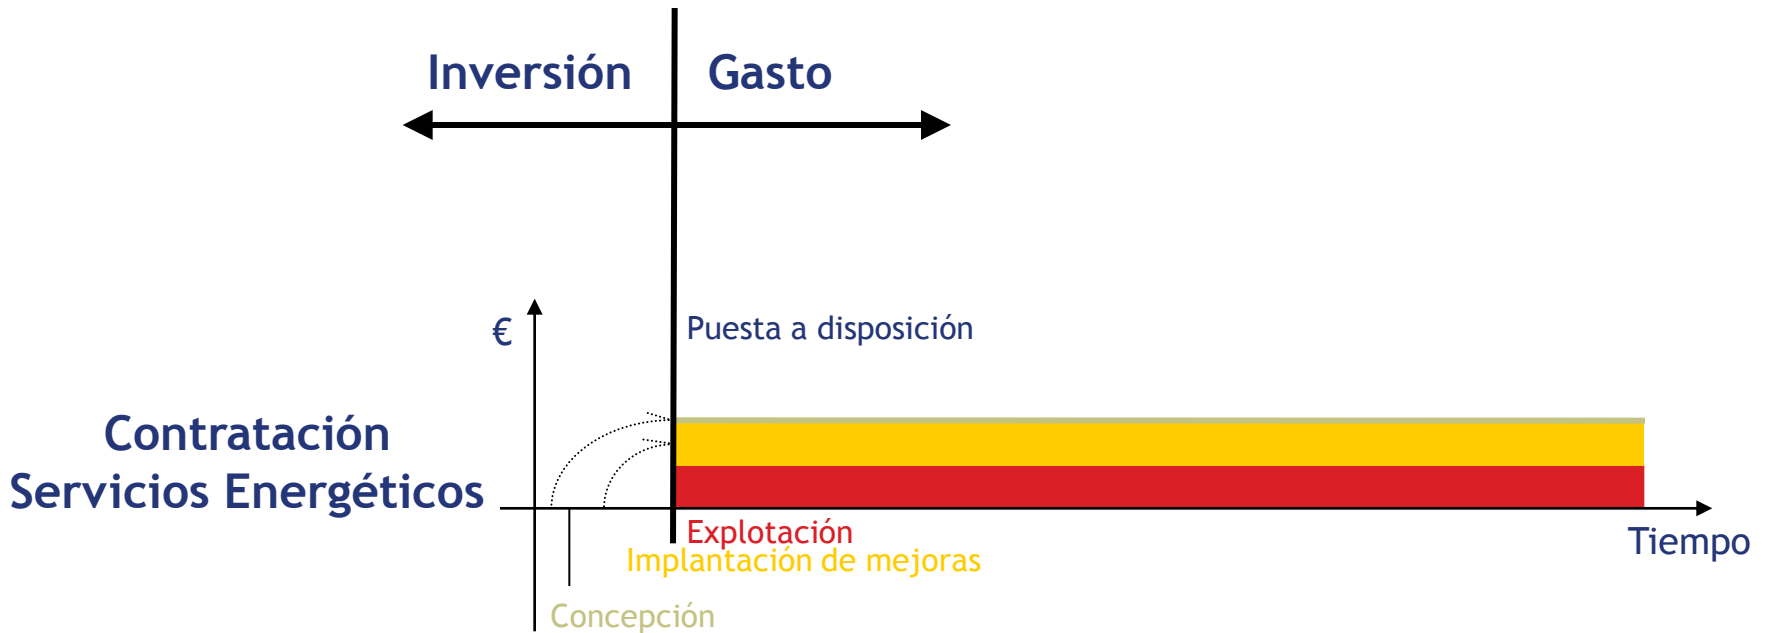 Inversión
Gasto
€
Puesta a disposición
Contratación
Servicios Energéticos
Explotación
Tiempo
Implantación de mejoras
Concepción